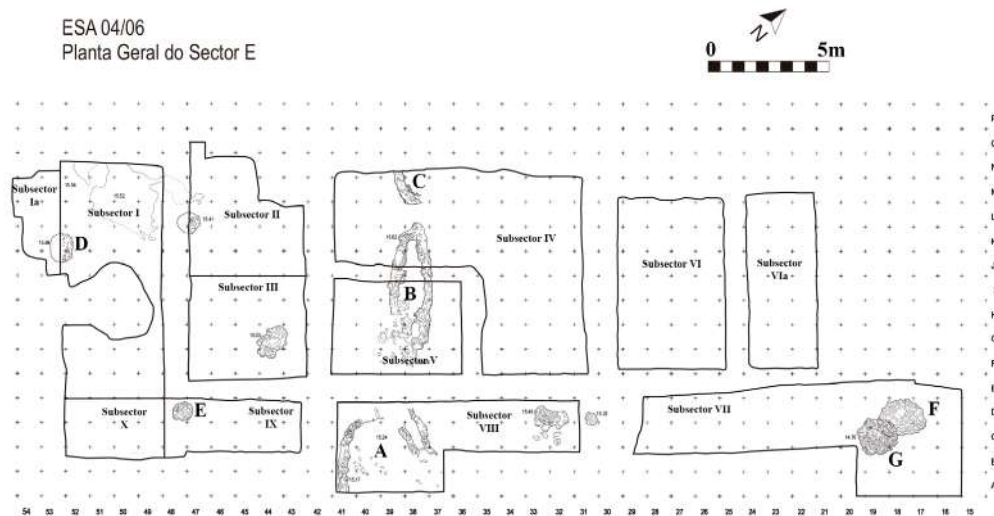 ESA 04/06
Planta Geral do Sector E
N
0 5m
Subsector
Ia
Subsector I
Subsector II
Subsector III
Subsector IV
Subsector V
Subsector VI
Subsector
VIa
Subsector VII
Subsector
VIII
Subsector
IX
Subsector
X
A
B
C
D
E
F
G
54 53 52 51 50 49 48 47 46 45 44 43 42 41 40 39 38 37 36 35 34 33 32 31 30 29 28 27 26 25 24 23 22 21 20 19 18 17 16 15